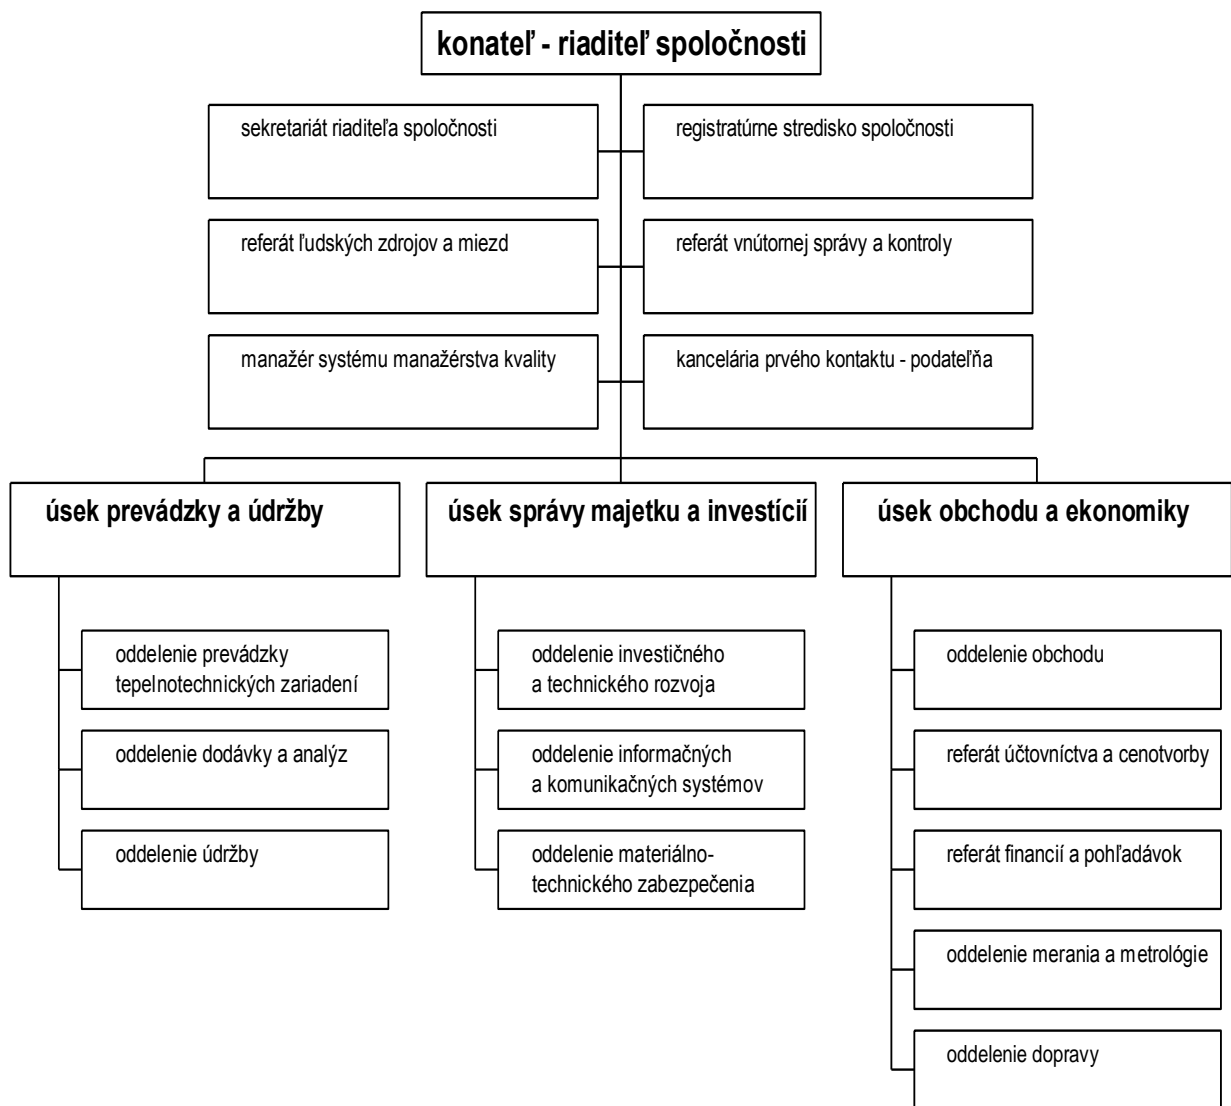 konateľ - riaditeľ spoločnosti
sekretariát riaditeľa spoločnosti
registratúrne stredisko spoločnosti
referát ľudských zdrojov a miezd
referát vnútornej správy a kontroly
manažér systému manažérstva kvality
kancelária prvého kontaktu - podateľňa
úsek prevádzky a údržby
oddelenie prevádzky
tepelnotechnických zariadení
oddelenie dodávky a analýz
oddelenie údržby
úsek správy majetku a investícií
oddelenie investičného
a technického rozvoja
oddelenie informačných
a komunikačných systémov
oddelenie materiálno-
technického zabezpečenia
úsek obchodu a ekonomiky
oddelenie obchodu
referát účtovníctva a cenotvorby
referát financií a pohľadávok
oddelenie merania a metrológie
oddelenie dopravy